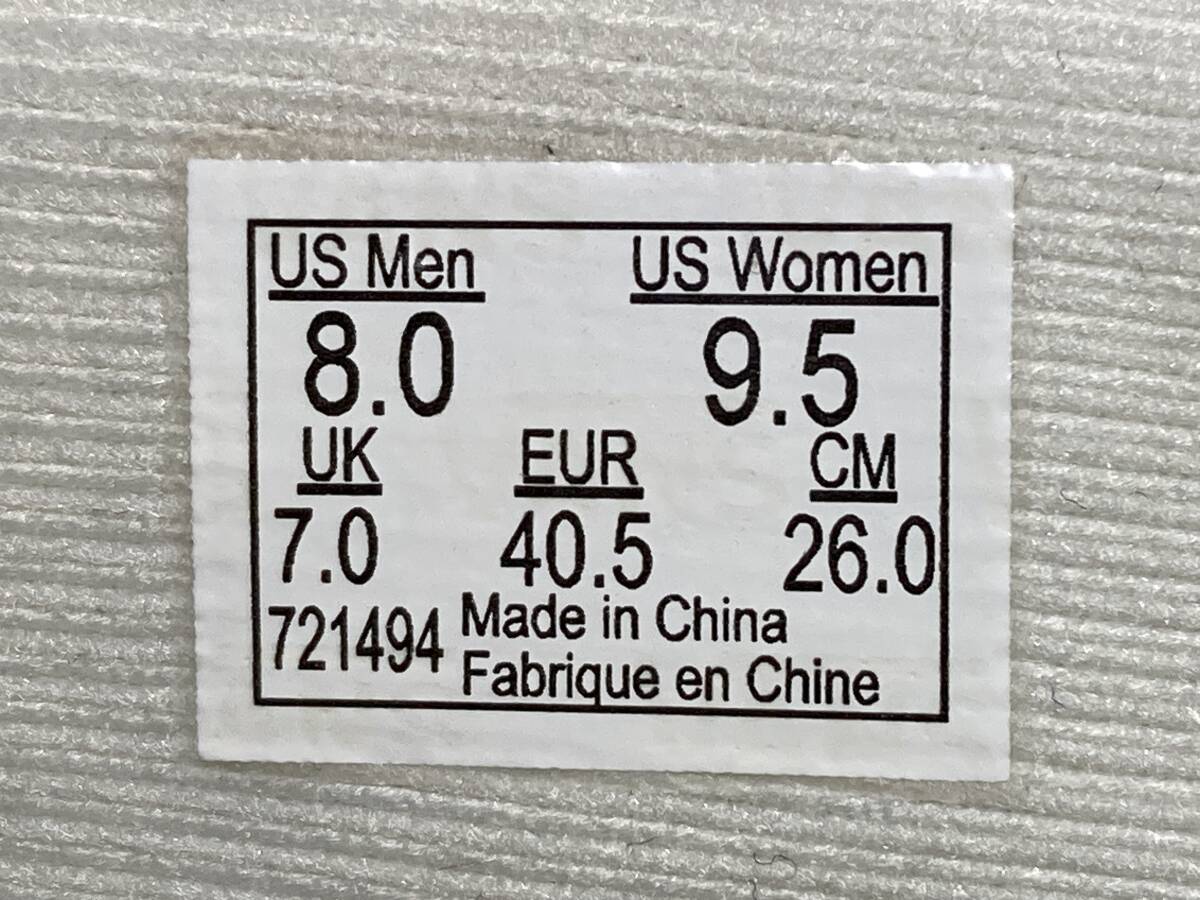 US Men US Women
8.0 9.5
UK EUR CM
7.0 40.5 26.0
721494 Made in China
Fabrique en Chine